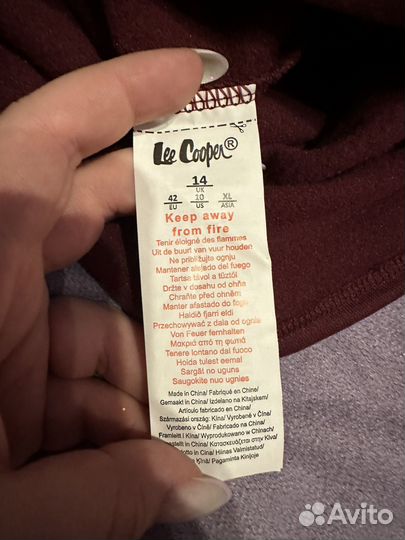 Lee Cooper®
14
UK
42 10 XL
EU US ASIA
Keep away
from fire
Tenir éloigné des flammes
Uit de buurt van vuur houden
Ne približujte ognju
Mantener alejado del fuego
Tartsa távol a tűztől
Držte v dosahu od ohňa
Chraňte před ohněm
Manter afastado do fogo
Haldið fjarri eldi
Przechowywać z dala od ognia
Von Feuer fernhalten
Μακριά από τη φωτιά
Tenere lontano dal fuoco
Hoida tulest eemal
Sargāt no uguns
Saugokite nuo ugnies
Made in China/ Fabriqué en Chine/
Gemaakt in China/ Izdelano na Kitajskem/
Artículo fabricado en China/
Származási ország: Kína/ Vyrobené v Číne/
Vyrobeno v Číně/ Fabricado na China/
Framleitt í Kína/ Wyprodukowano w Chinach/
in China/ Κατασκευάζεται στην Κίνα/
in Cina/ Hiinas Valmistatud/
Ķīnā/ Pagaminta Kinijoje
Avito